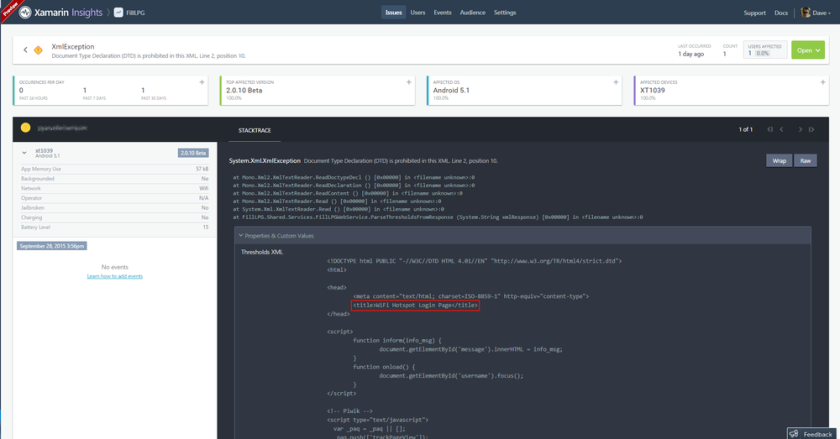 Preview
Xamarin Insights
FillLPG
Issues Users Events Audience Settings
Support Docs Dave
XmlException
Document Type Declaration (DTD) is prohibited in this XML. Line 2, position 10.
LAST OCCURRED
1 day ago
COUNT
1
USERS AFFECTED
1 0.0%
Open
OCCURENCES PER DAY
0 1 1
PAST 24 HOURS PAST 7 DAYS PAST 30 DAYS
TOP AFFECTED VERSION
2.0.10 Beta
100.0%
AFFECTED OS
Android 5.1
100.0%
AFFECTED DEVICES
XT1039
100.0%
STACKTRACE
1 of 1
xt1039
Android 5.1
2.0.10 Beta
App Memory Use 57 kB
Backgrounded No
Network Wifi
Operator N/A
Jailbroken No
Charging No
Battery Level 15
September 28, 2015 3:56pm
No events
Learn how to add events
System.Xml.XmlException Document Type Declaration (DTD) is prohibited in this XML. Line 2, position 10.
Wrap Raw
at Mono.Xml2.XmlTextReader.ReadDoctypeDecl () [0x00000] in <filename unknown>:0
at Mono.Xml2.XmlTextReader.ReadDeclaration () [0x00000] in <filename unknown>:0
at Mono.Xml2.XmlTextReader.ReadContent () [0x00000] in <filename unknown>:0
at Mono.Xml2.XmlTextReader.Read () [0x00000] in <filename unknown>:0
at System.Xml.XmlTextReader.Read () [0x00000] in <filename unknown>:0
at FillLPG.Shared.Services.FillLPGWebService.ParseThresholdsFromResponse (System.String xmlResponse) [0x00000] in <filename unknown>:0
Properties & Custom Values
Thresholds XML
<!DOCTYPE html PUBLIC "-//W3C//DTD HTML 4.01//EN" "http://www.w3.org/TR/html4/strict.dtd">
<html>
<head>
<meta content="text/html; charset=ISO-8859-1" http-equiv="content-type">
<title>WiFi Hotspot Login Page</title>
</head>
<script>
function inform(info_msg) {
document.getElementById('message').innerHTML = info_msg;
}
function onload() {
document.getElementById('username').focus();
}
</script>
<!-- Piwik -->
<script type="text/javascript">
var _paq = _paq || [];
_paq.push(['trackPageView']);
Feedback